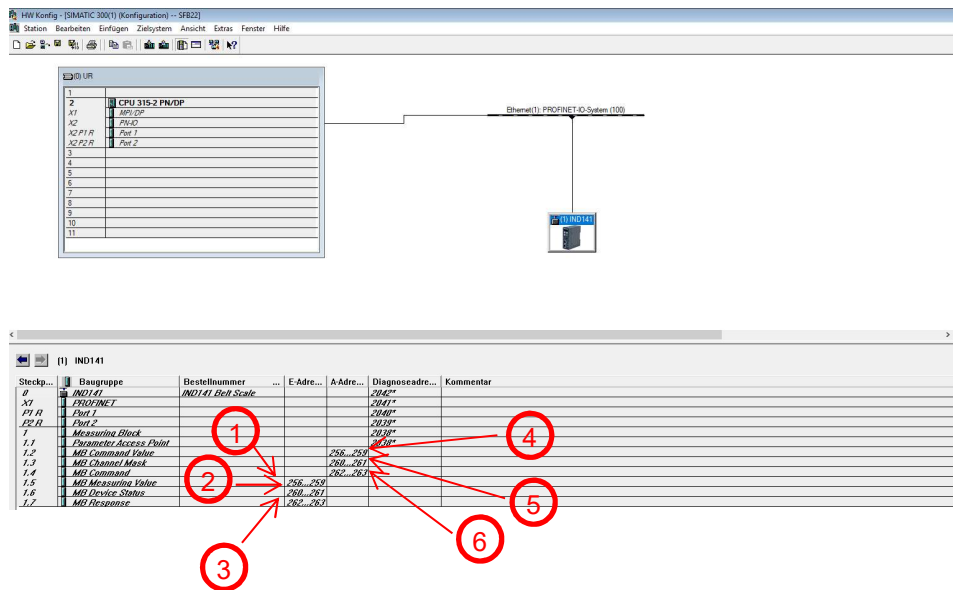 HW Konfig - [SIMATIC 300(1) (Konfiguration) -- SFB22]
Station Bearbeiten Einfügen Zielsystem Ansicht Extras Fenster Hilfe
(0) UR
1
2 CPU 315-2 PN/DP
X1 MPI/DP
X2 PN-IO
X2 P1 R Port 1
X2 P2 R Port 2
3
4
5
6
7
8
9
10
11
Ethernet(1): PROFINET-IO-System (100)
(1) IND141
(1) IND141
Steckp... Baugruppe Bestellnummer ... E-Adre... A-Adre... Diagnoseadre... Kommentar
0 IND141 IND141 Belt Scale 2042*
X1 PROFINET 2041*
P1 R Port 1 2040*
P2 R Port 2 2039*
1 Measuring Block 2038*
1.1 Parameter Access Point 2038*
1.2 MB Command Value 256...259
1.3 MB Channel Mask 260...261
1.4 MB Command 262...263
1.5 MB Measuring Value 256...259
1.6 MB Device Status 260...261
1.7 MB Response 262...263
1
2
3
4
5
6